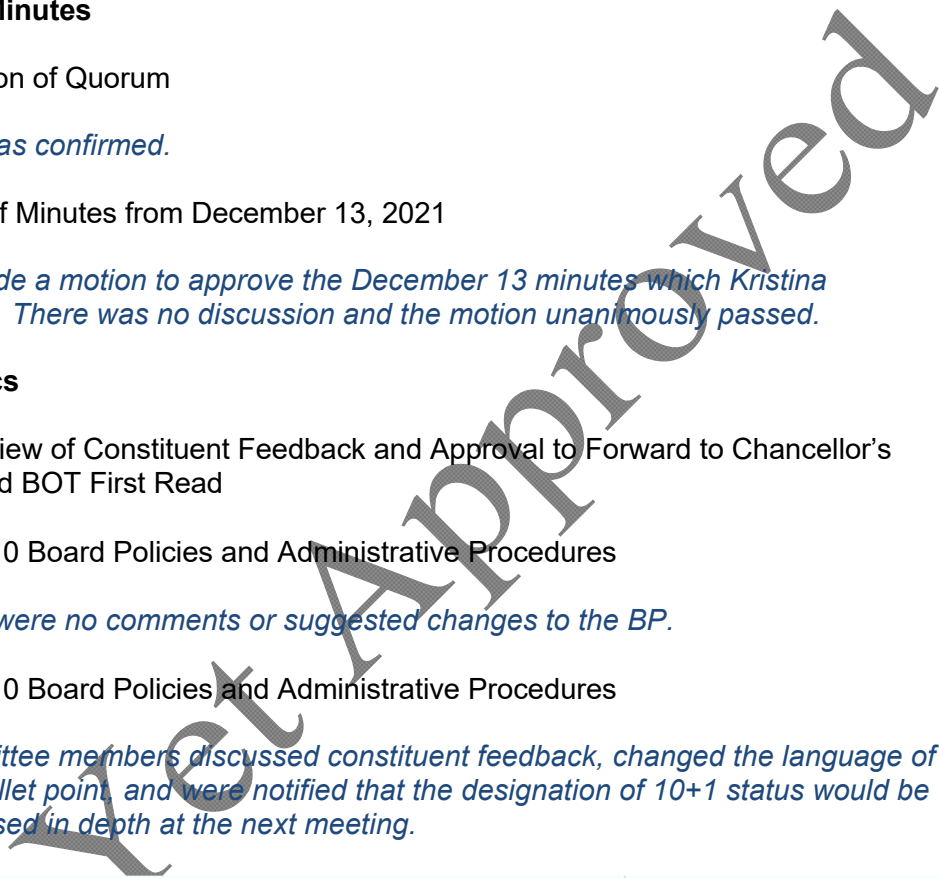 Minutes
on of Quorum
as confirmed.
f Minutes from December 13, 2021
de a motion to approve the December 13 minutes which Kristina
There was no discussion and the motion unanimously passed.
cs
iew of Constituent Feedback and Approval to Forward to Chancellor's
d BOT First Read
0 Board Policies and Administrative Procedures
were no comments or suggested changes to the BP.
0 Board Policies and Administrative Procedures
ittee members discussed constituent feedback, changed the language of
llet point, and were notified that the designation of 10+1 status would be
sed in depth at the next meeting.
Yet Approved